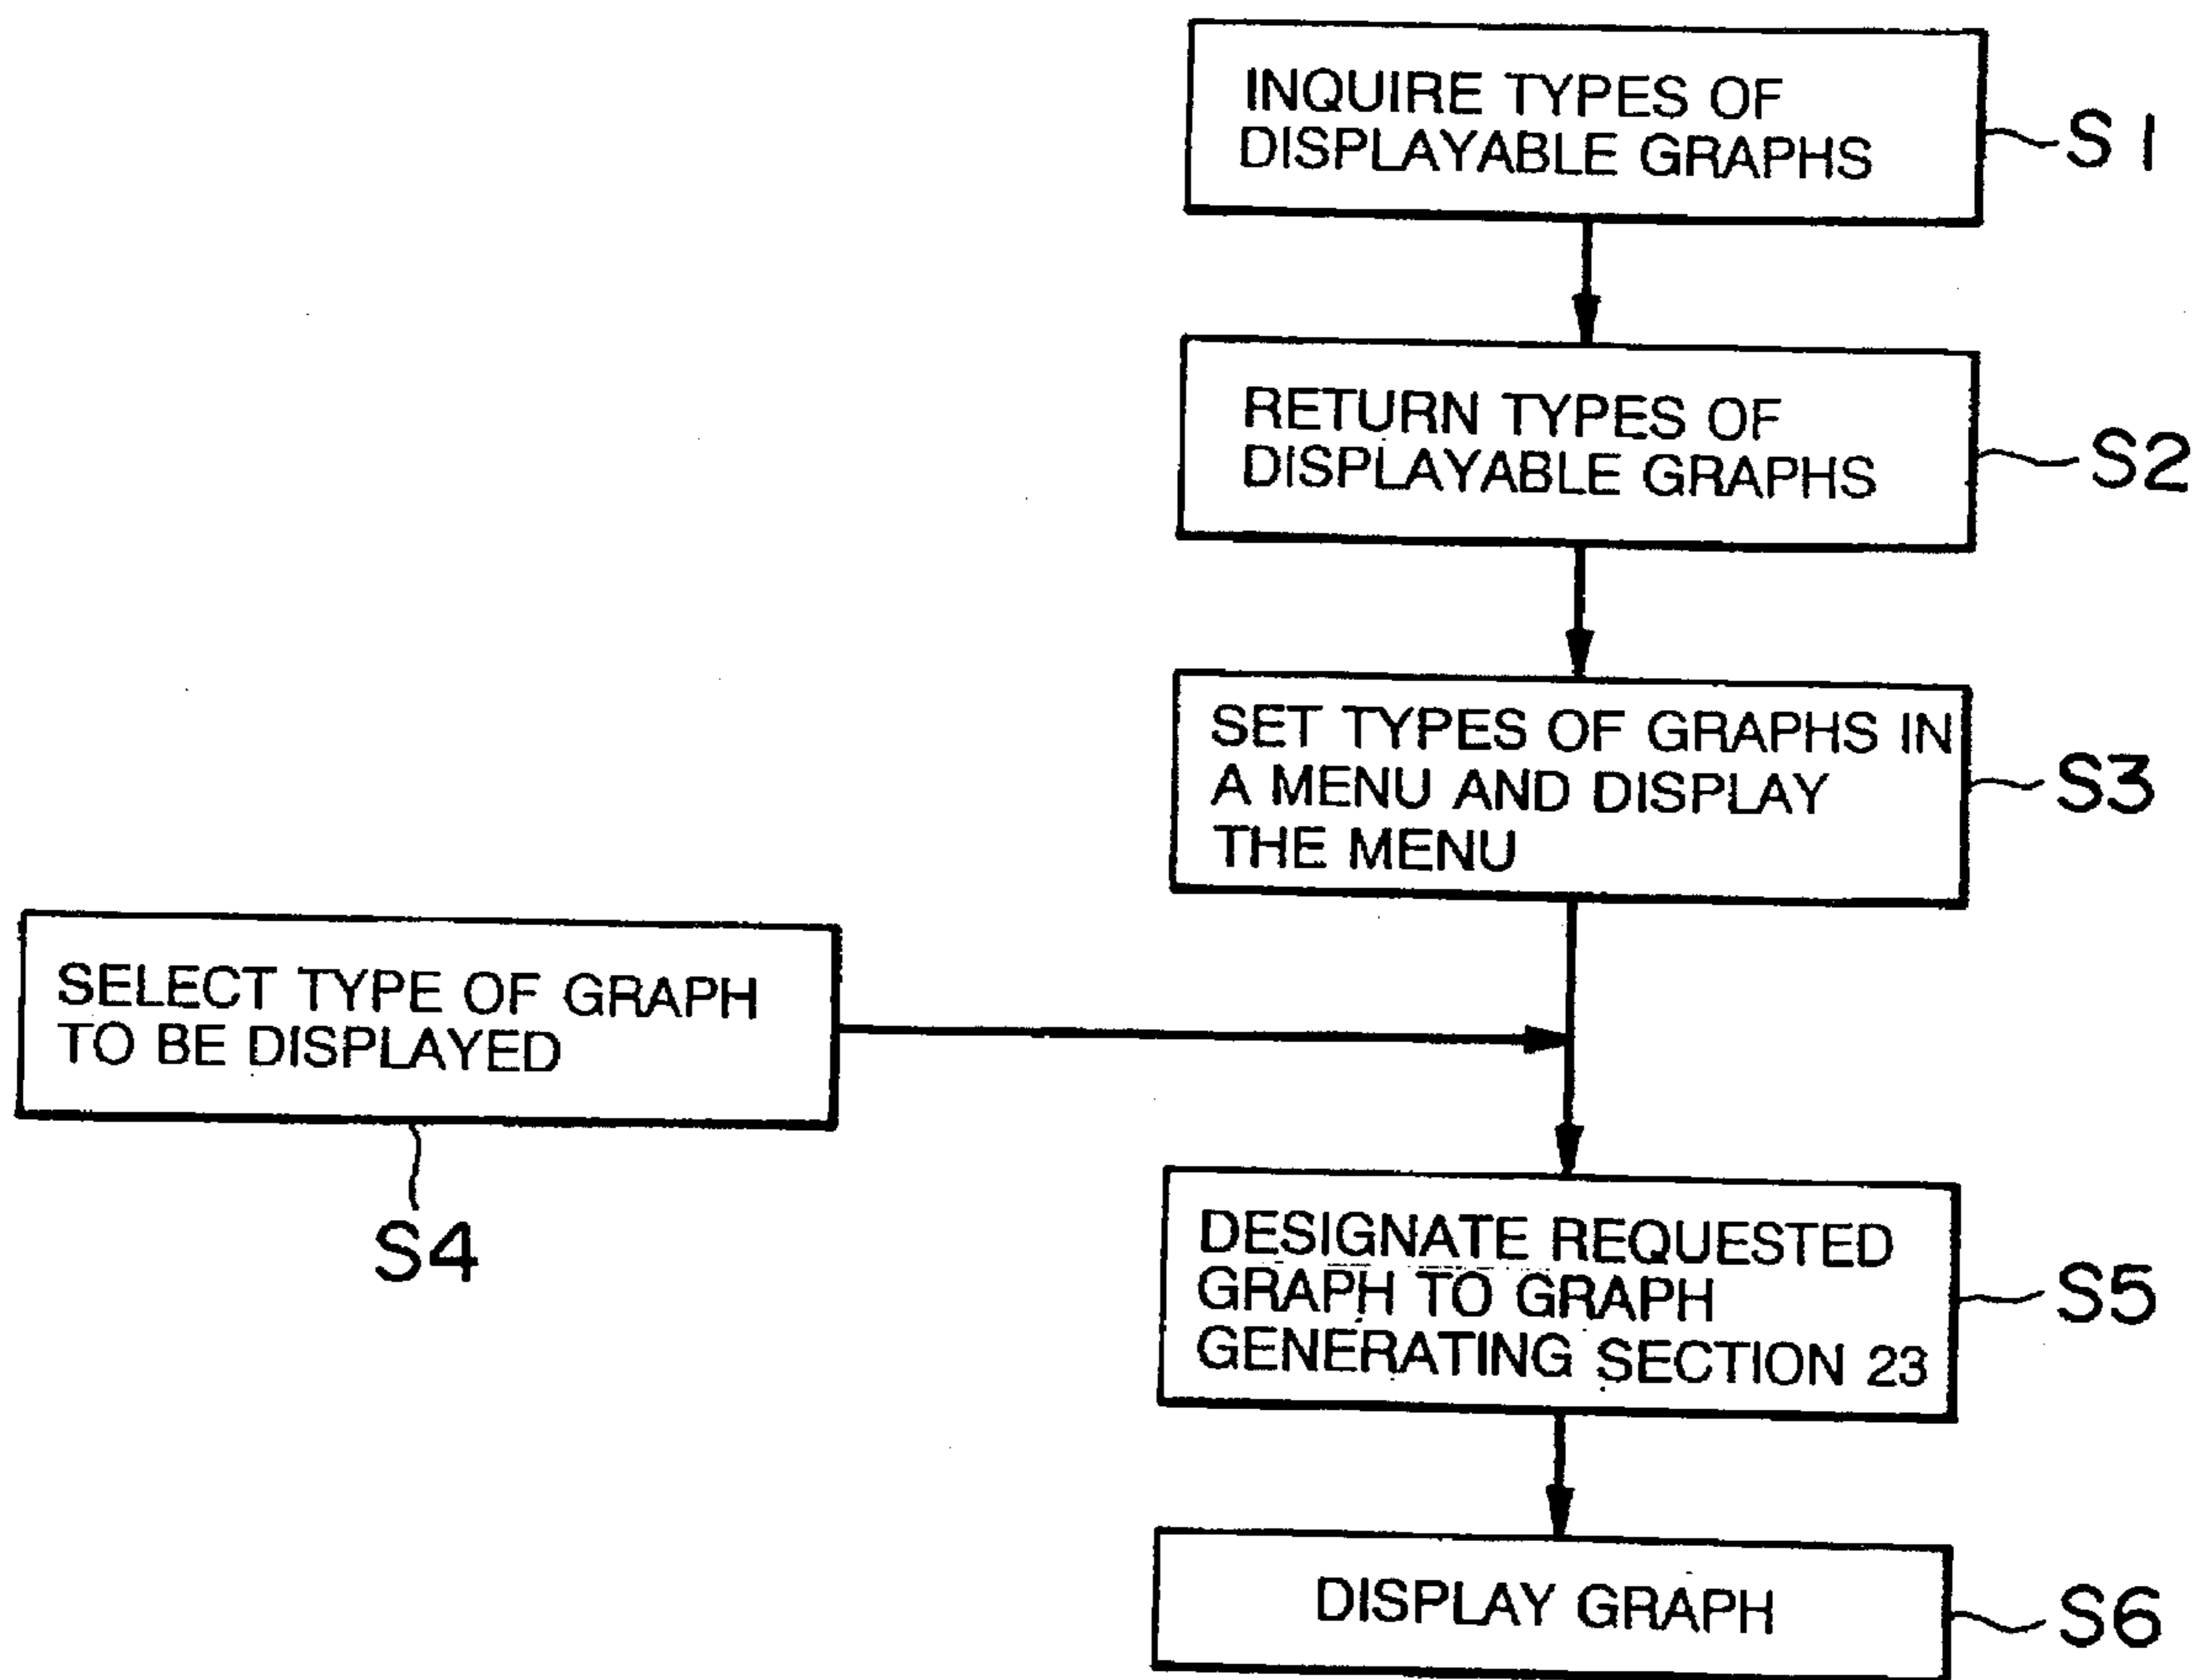 INQUIRE TYPES OF
DISPLAYABLE GRAPHS
S1
RETURN TYPES OF
DISPLAYABLE GRAPHS
S2
SET TYPES OF GRAPHS IN
A MENU AND DISPLAY
THE MENU
S3
SELECT TYPE OF GRAPH
TO BE DISPLAYED
S4
DESIGNATE REQUESTED
GRAPH TO GRAPH
GENERATING SECTION 23
S5
DISPLAY GRAPH
S6